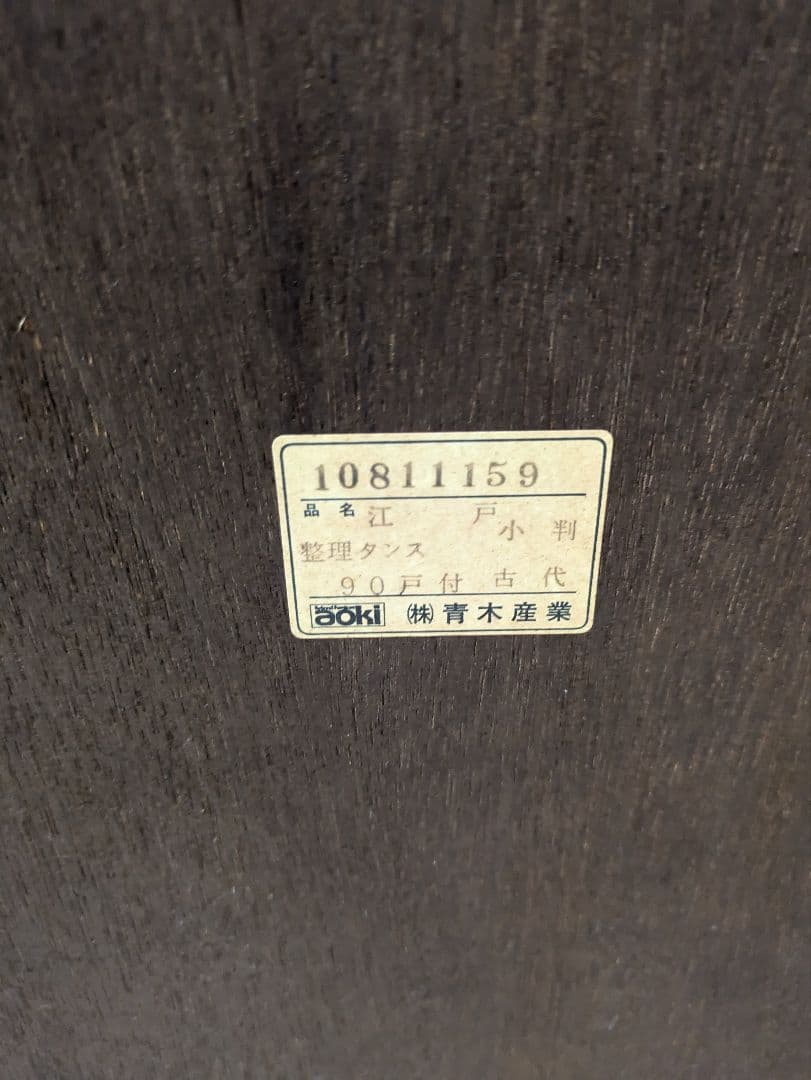 10811159
品名 江戸
小判
整理タンス
90戸付 古代
aoki ㈱青木産業